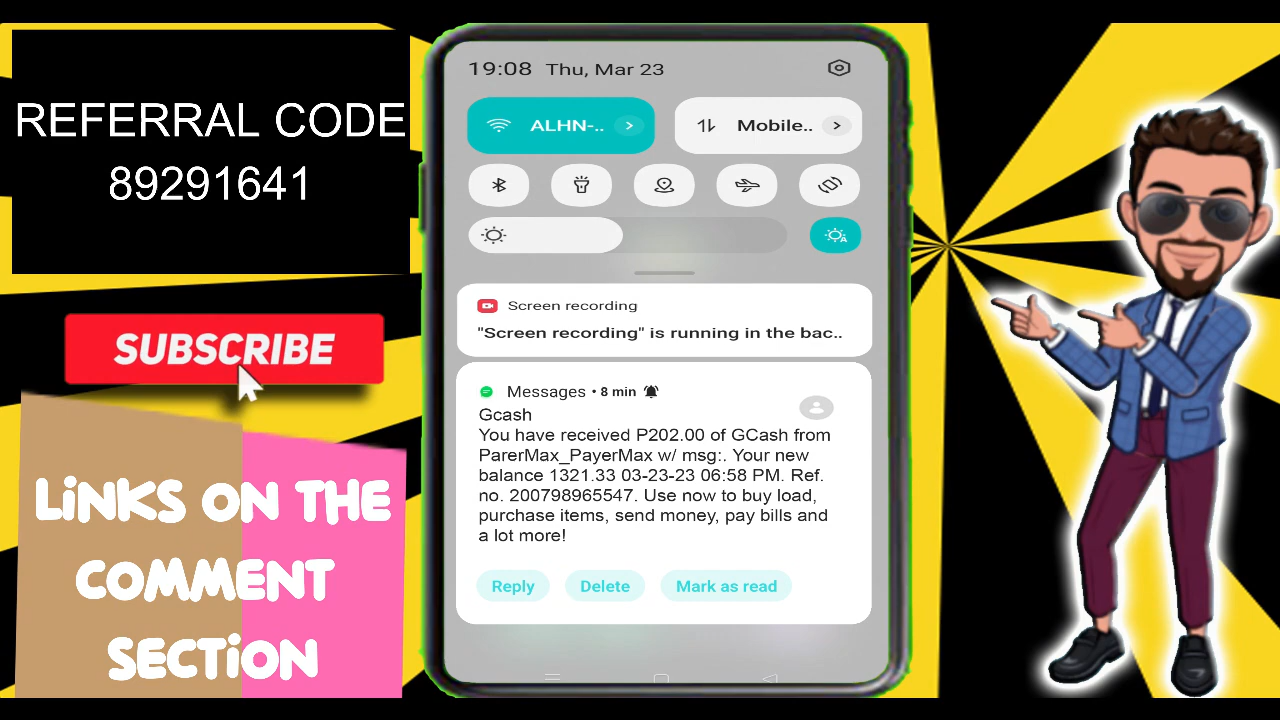 REFERRAL CODE
89291641
SUBSCRIBE
LINKS ON THE
COMMENT
SECTION
19:08 Thu, Mar 23
ALHN-.. >
Mobile.. >
A
Screen recording
"Screen recording" is running in the bac..
Messages • 8 min
Gcash
You have received P202.00 of GCash from
ParerMax_PayerMax w/ msg:. Your new
balance 1321.33 03-23-23 06:58 PM. Ref.
no. 200798965547. Use now to buy load,
purchase items, send money, pay bills and
a lot more!
Reply Delete Mark as read